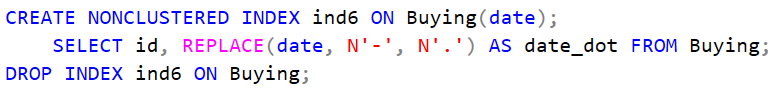 CREATE NONCLUSTERED INDEX ind6 ON Buying(date);
    SELECT id, REPLACE(date, N'-', N'.') AS date_dot FROM Buying;
DROP INDEX ind6 ON Buying;